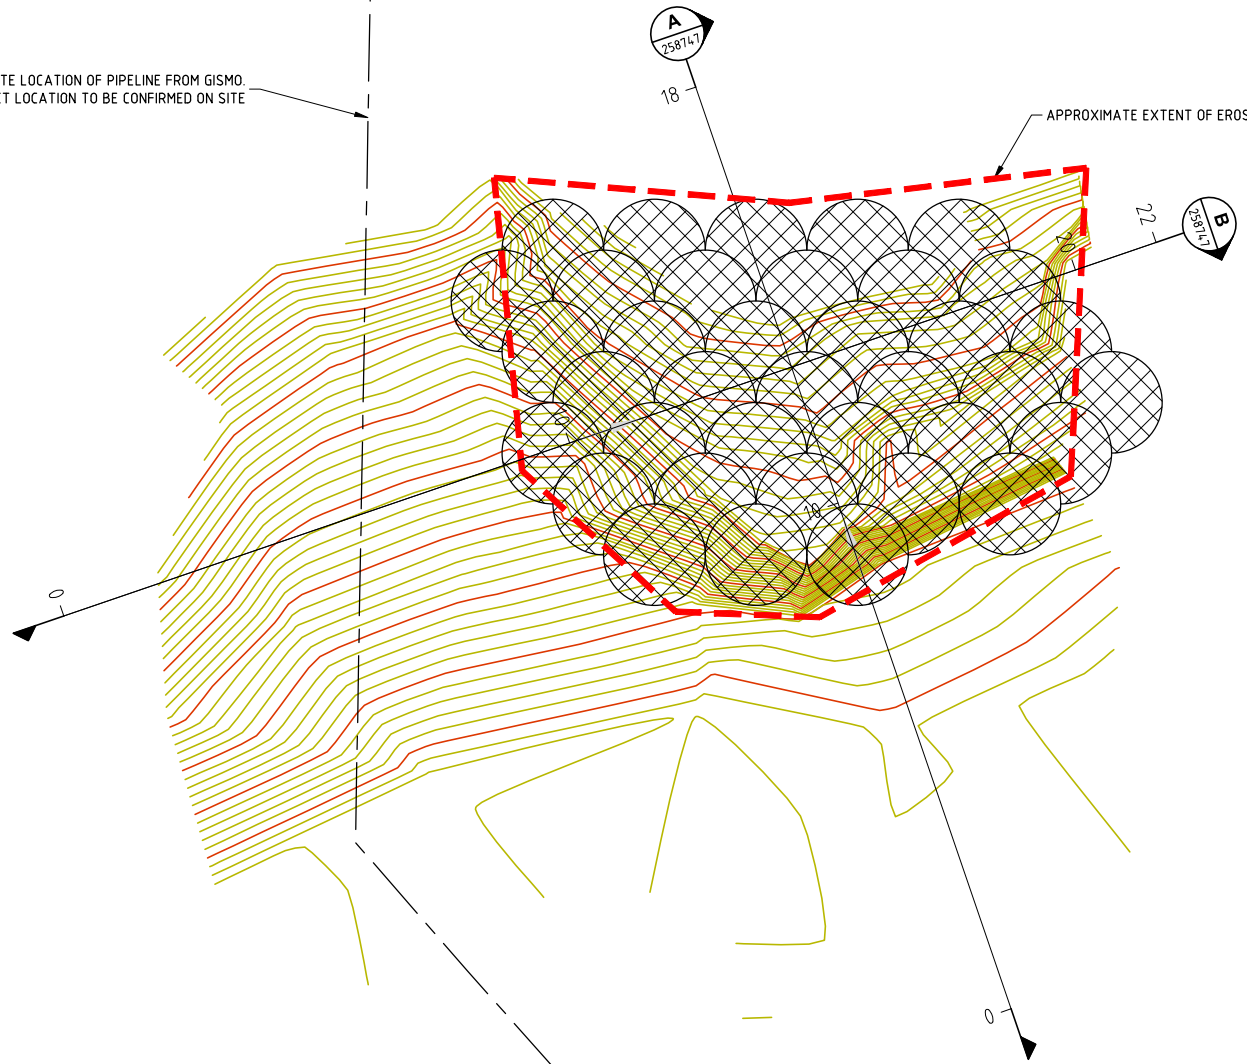 A
258747
TE LOCATION OF PIPELINE FROM GISMO.
ET LOCATION TO BE CONFIRMED ON SITE
18
APPROXIMATE EXTENT OF EROS
22
B
258747
20
10
0
0